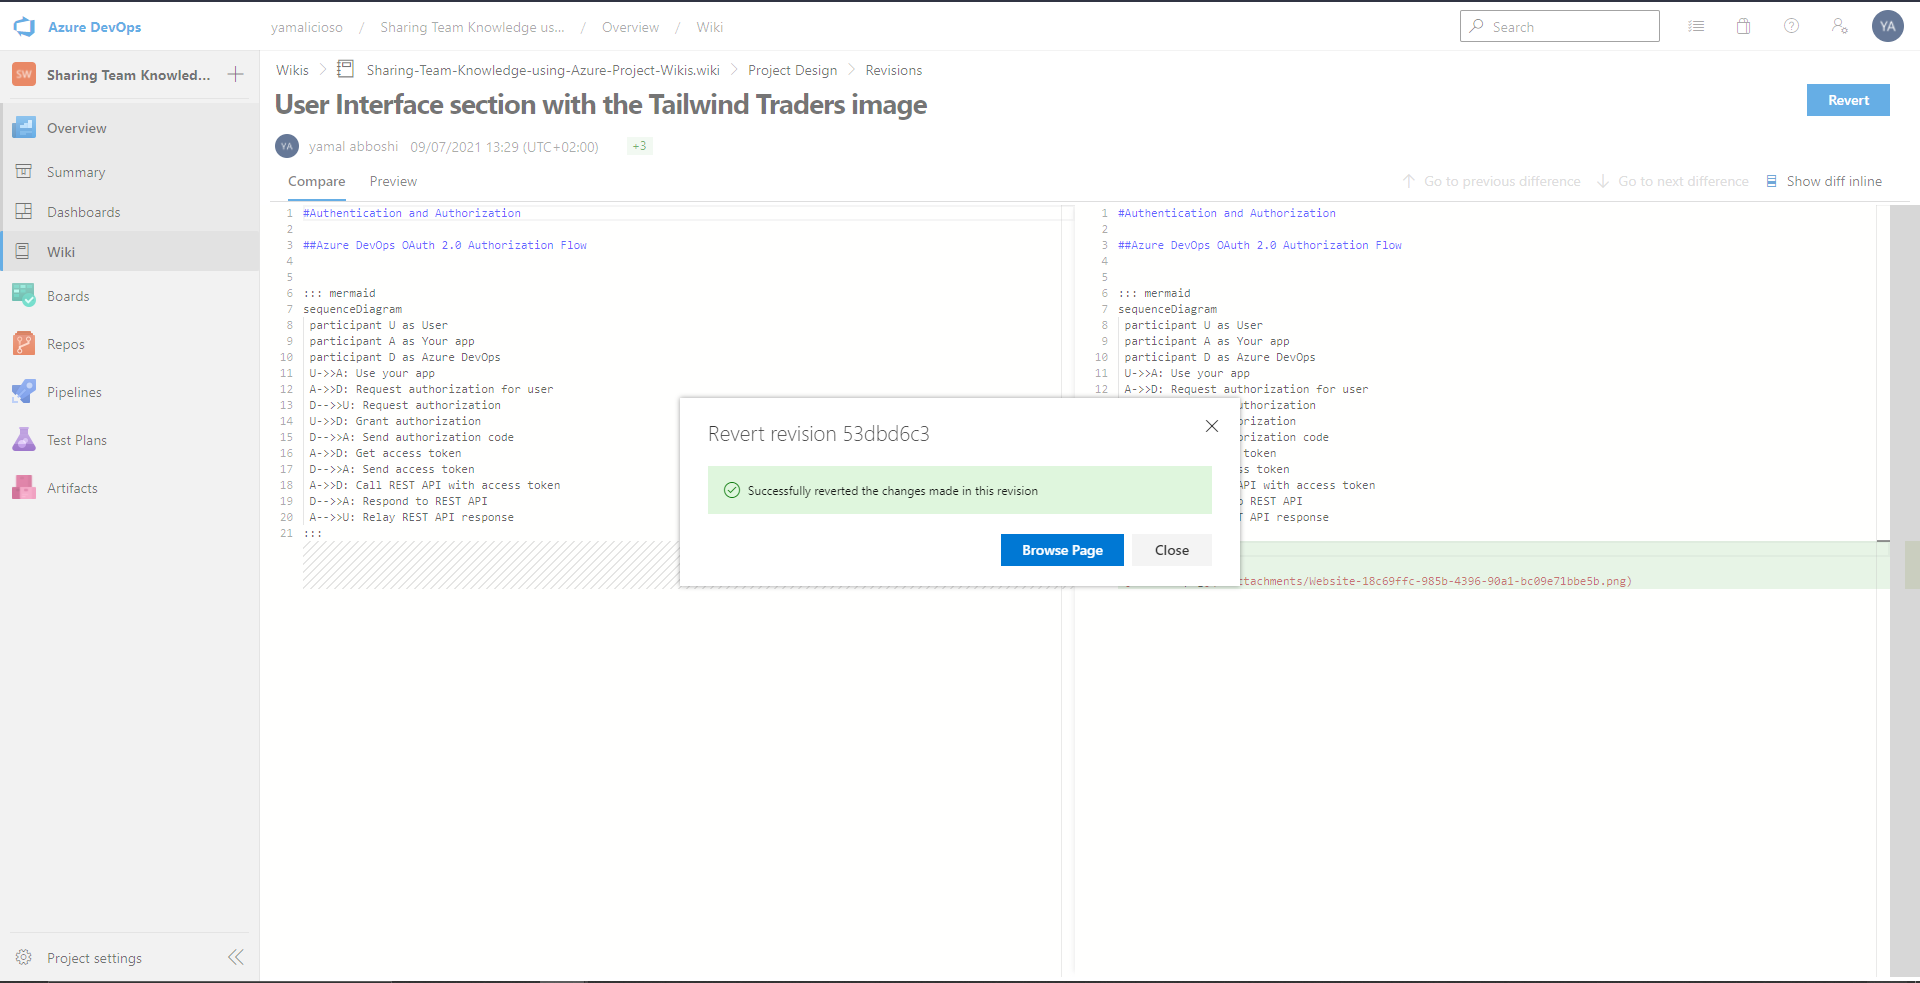 Azure DevOps
yamalicioso / Sharing Team Knowledge us... / Overview / Wiki
Search
YA
SW Sharing Team Knowled...
Overview
Summary
Dashboards
Wiki
Boards
Repos
Pipelines
Test Plans
Artifacts
Project settings
Wikis > Sharing-Team-Knowledge-using-Azure-Project-Wikis.wiki > Project Design > Revisions
User Interface section with the Tailwind Traders image
Revert
YA yamal abboshi 09/07/2021 13:29 (UTC+02:00) +3
Compare Preview
Go to previous difference Go to next difference Show diff inline
1 #Authentication and Authorization
2
3 ##Azure DevOps OAuth 2.0 Authorization Flow
4
5
6 ::: mermaid
7 sequenceDiagram
8 participant U as User
9 participant A as Your app
10 participant D as Azure DevOps
11 U->>A: Use your app
12 A->>D: Request authorization for user
13 D-->>U: Request authorization
14 U->>D: Grant authorization
15 D-->>A: Send authorization code
16 A->>D: Get access token
17 D-->>A: Send access token
18 A->>D: Call REST API with access token
19 D-->>A: Respond to REST API
20 A-->>U: Relay REST API response
21 :::
1 #Authentication and Authorization
2
3 ##Azure DevOps OAuth 2.0 Authorization Flow
4
5
6 ::: mermaid
7 sequenceDiagram
8 participant U as User
9 participant A as Your app
10 participant D as Azure DevOps
11 U->>A: Use your app
12 A->>D: Request authorization for user
thorization
rization
orization code
token
ss token
API with access token
REST API
API response
ttachments/Website-18c69ffc-985b-4396-90a1-bc09e71bbe5b.png)
Revert revision 53dbd6c3
Successfully reverted the changes made in this revision
Browse Page
Close